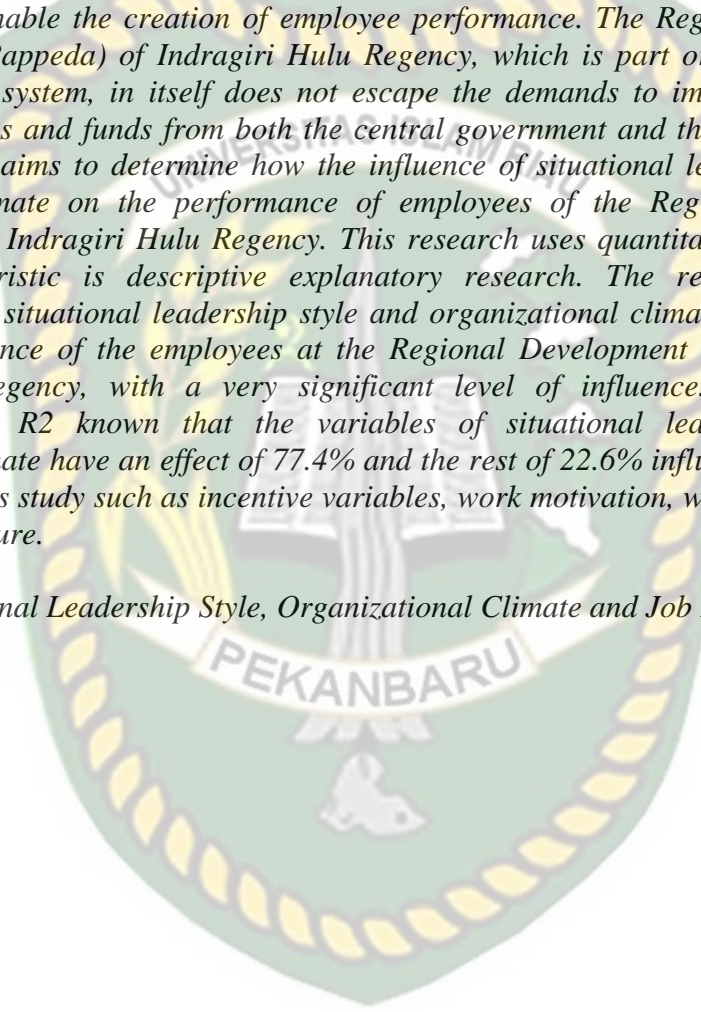 nable the creation of employee performance. The Reg
appeda) of Indragiri Hulu Regency, which is part o
system, in itself does not escape the demands to im
s and funds from both the central government and th
aims to determine how the influence of situational le
mate on the performance of employees of the Reg
Indragiri Hulu Regency. This research uses quantita
ristic is descriptive explanatory research. The re
situational leadership style and organizational clima
nce of the employees at the Regional Development
egency, with a very significant level of influence.
R2 known that the variables of situational lea
nate have an effect of 77.4% and the rest of 22.6% influ
s study such as incentive variables, work motivation, w
ure.
nal Leadership Style, Organizational Climate and Job
UNIVERSITAS ISLAM RIAU
PEKANBARU